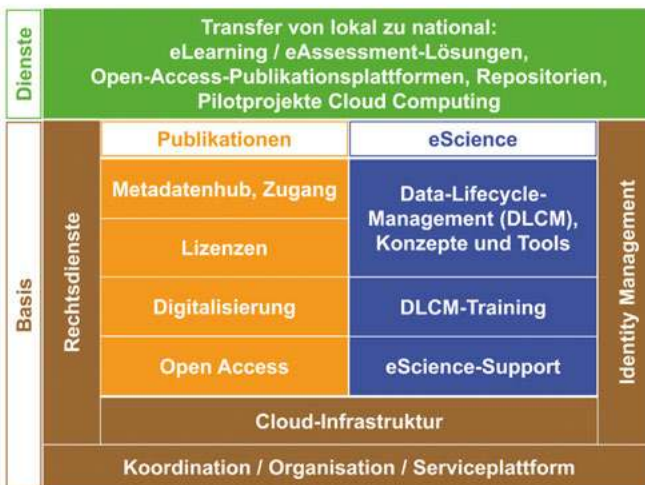 Dienste
Transfer von lokal zu national:
eLearning / eAssessment-Lösungen,
Open-Access-Publikationsplattformen, Repositorien,
Pilotprojekte Cloud Computing
Basis
Rechtsdienste
Publikationen
Metadatenhub, Zugang
Lizenzen
Digitalisierung
Open Access
eScience
Data-Lifecycle-
Management (DLCM),
Konzepte und Tools
DLCM-Training
eScience-Support
Identity Management
Cloud-Infrastruktur
Koordination / Organisation / Serviceplattform